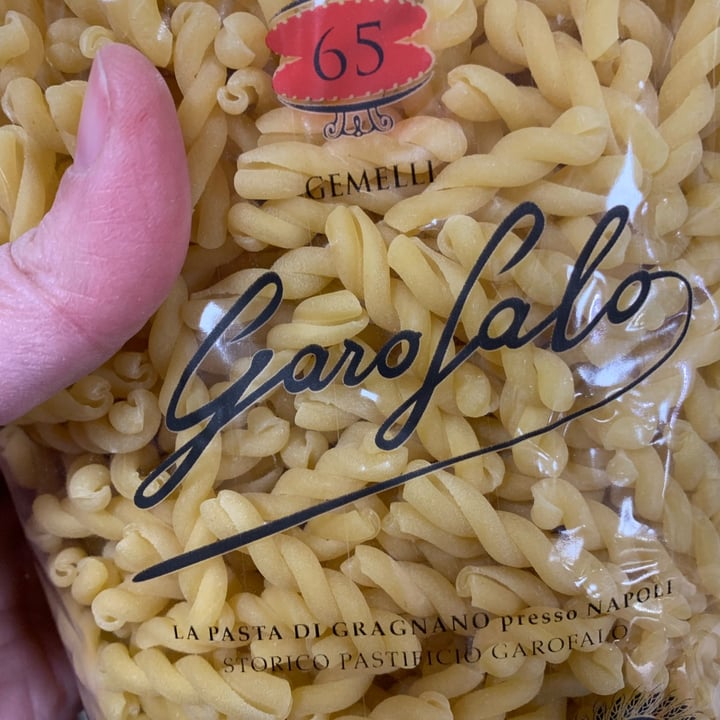 65
GEMELLI
Garofalo
LA PASTA DI GRAGNANO presso NAPOLI
STORICO PASTIFICIO GAROFALO